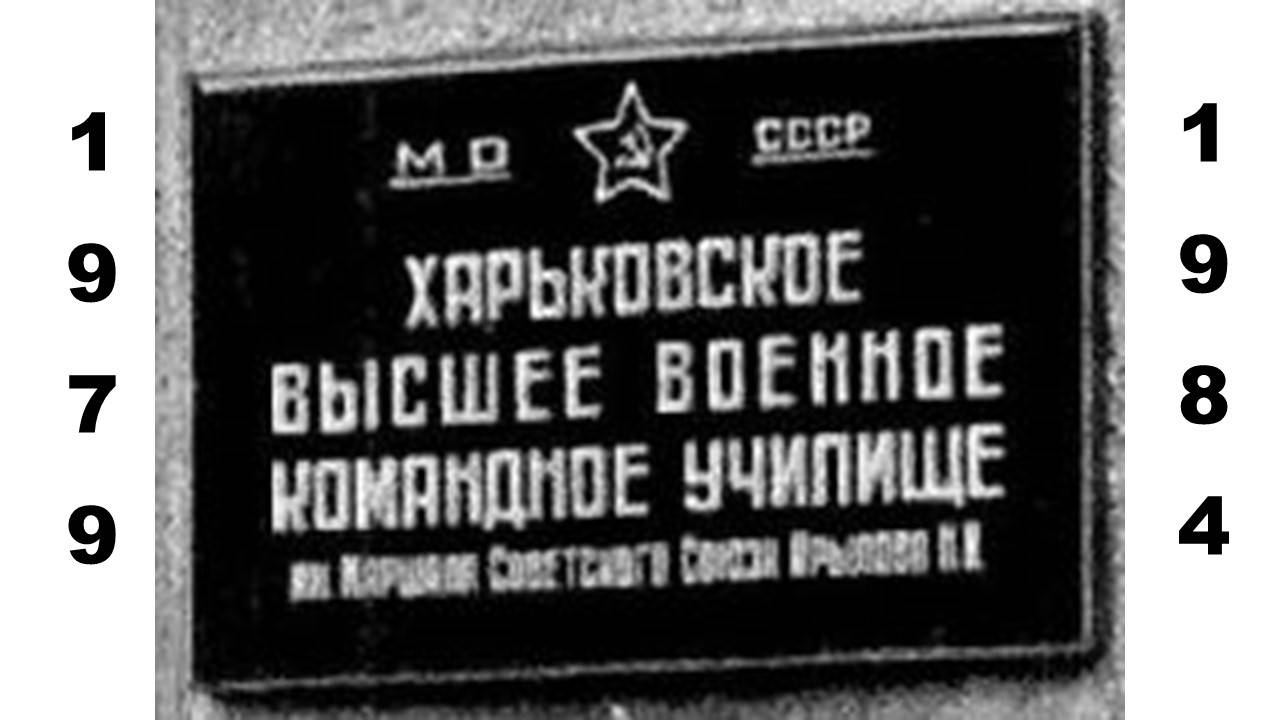 1
9
7
9
МО СССР
ХАРЬКОВСКОЕ
ВЫСШЕЕ ВОЕННОЕ
КОМАНДНОЕ УЧИЛИЩЕ
им. Маршала Советского Союза Крылова Н.И.
1
9
8
4